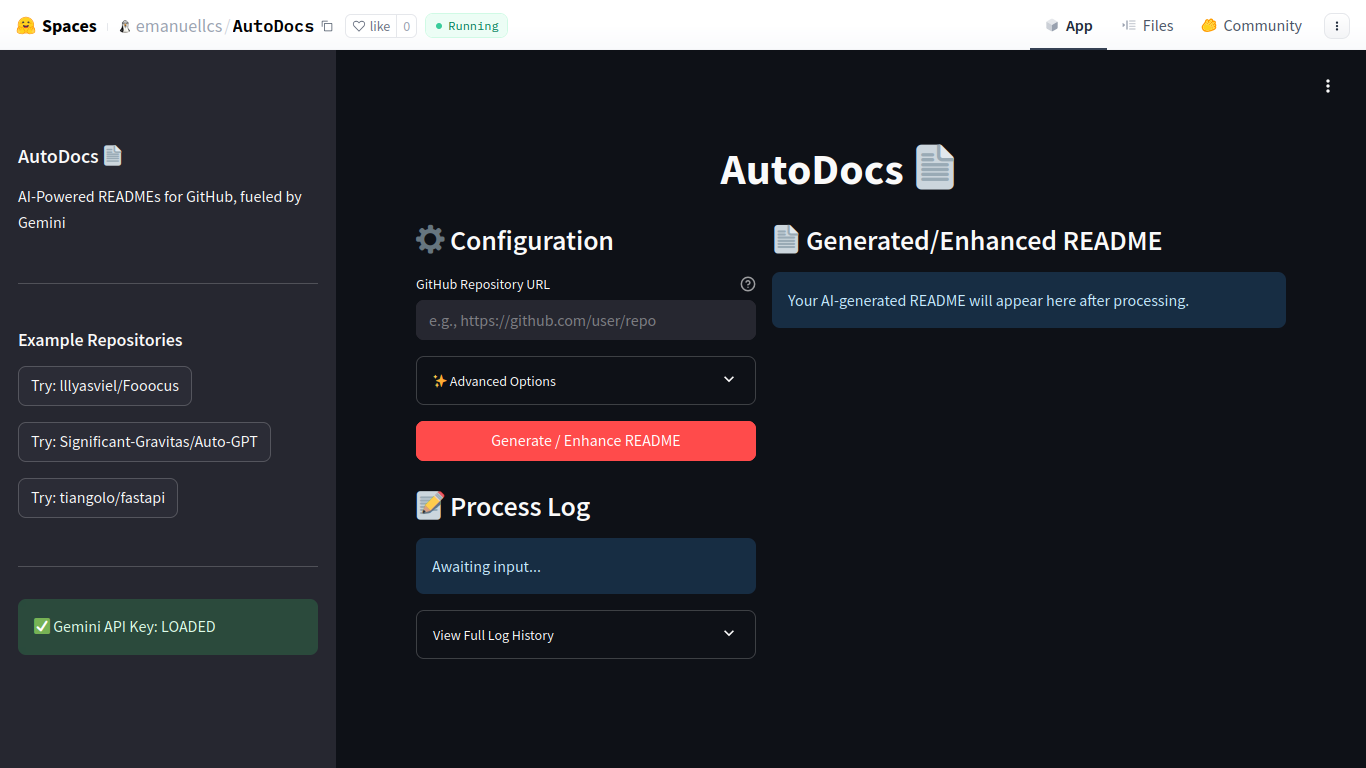 Spaces
emanuellcs/AutoDocs
like
0
Running
App
Files
Community
AutoDocs
AI-Powered READMEs for GitHub, fueled by
Gemini
Example Repositories
Try: lllyasviel/Fooocus
Try: Significant-Gravitas/Auto-GPT
Try: tiangolo/fastapi
Gemini API Key: LOADED
AutoDocs
Configuration
GitHub Repository URL
e.g., https://github.com/user/repo
Advanced Options
Generate / Enhance README
Process Log
Awaiting input...
View Full Log History
Generated/Enhanced README
Your AI-generated README will appear here after processing.